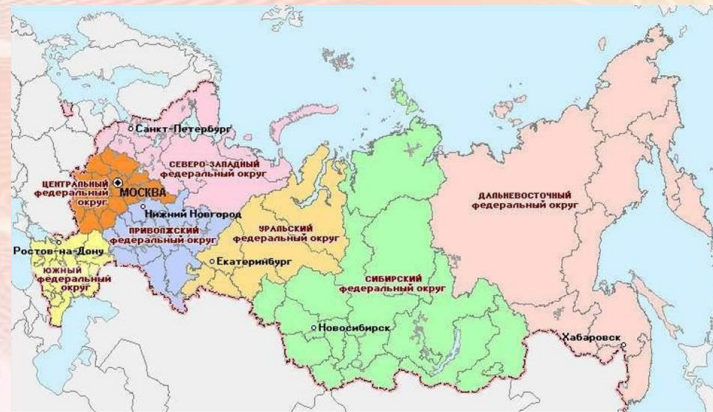 Санкт-Петербург
СЕВЕРО-ЗАПАДНЫЙ
федеральный округ
ЦЕНТРАЛЬНЫЙ
федеральный
округ
МОСКВА
Нижний Новгород
ПРИВОЛЖСКИЙ
федеральный округ
Ростов-на-Дону
ЮЖНЫЙ
федеральный
округ
УРАЛЬСКИЙ
федеральный округ
Екатеринбург
СИБИРСКИЙ
федеральный округ
Новосибирск
ДАЛЬНЕВОСТОЧНЫЙ
федеральный округ
Хабаровск